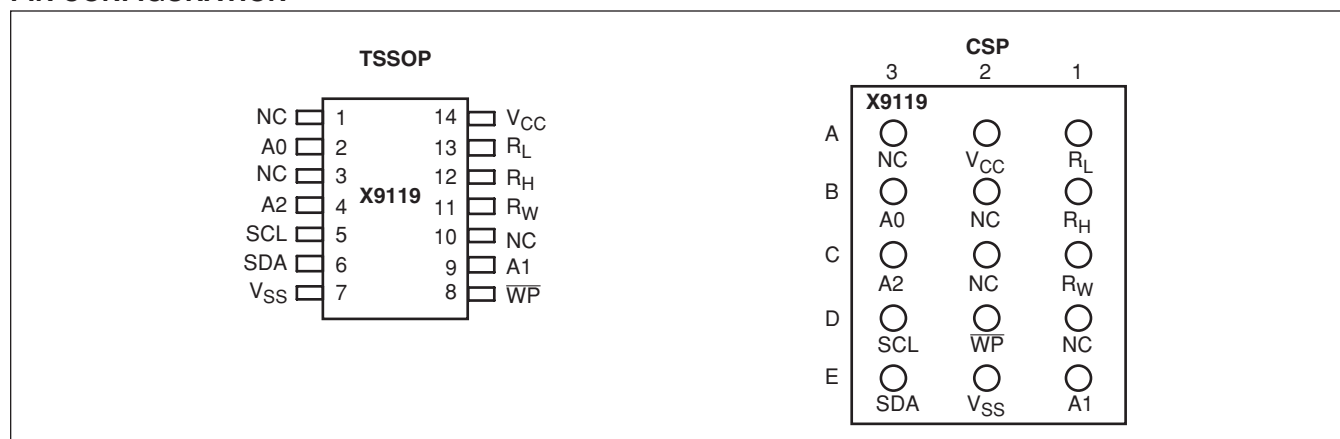 PIN CONFIGURATION
TSSOP
NC 1 14 VCC
A0 2 13 RL
NC 3 12 RH
A2 4 X9119 11 RW
SCL 5 10 NC
SDA 6 9 A1
VSS 7 8 W̅P̅
CSP
3 2 1
X9119
A
NC VCC RL
B
A0 NC RH
C
A2 NC RW
D
SCL W̅P̅ NC
E
SDA VSS A1